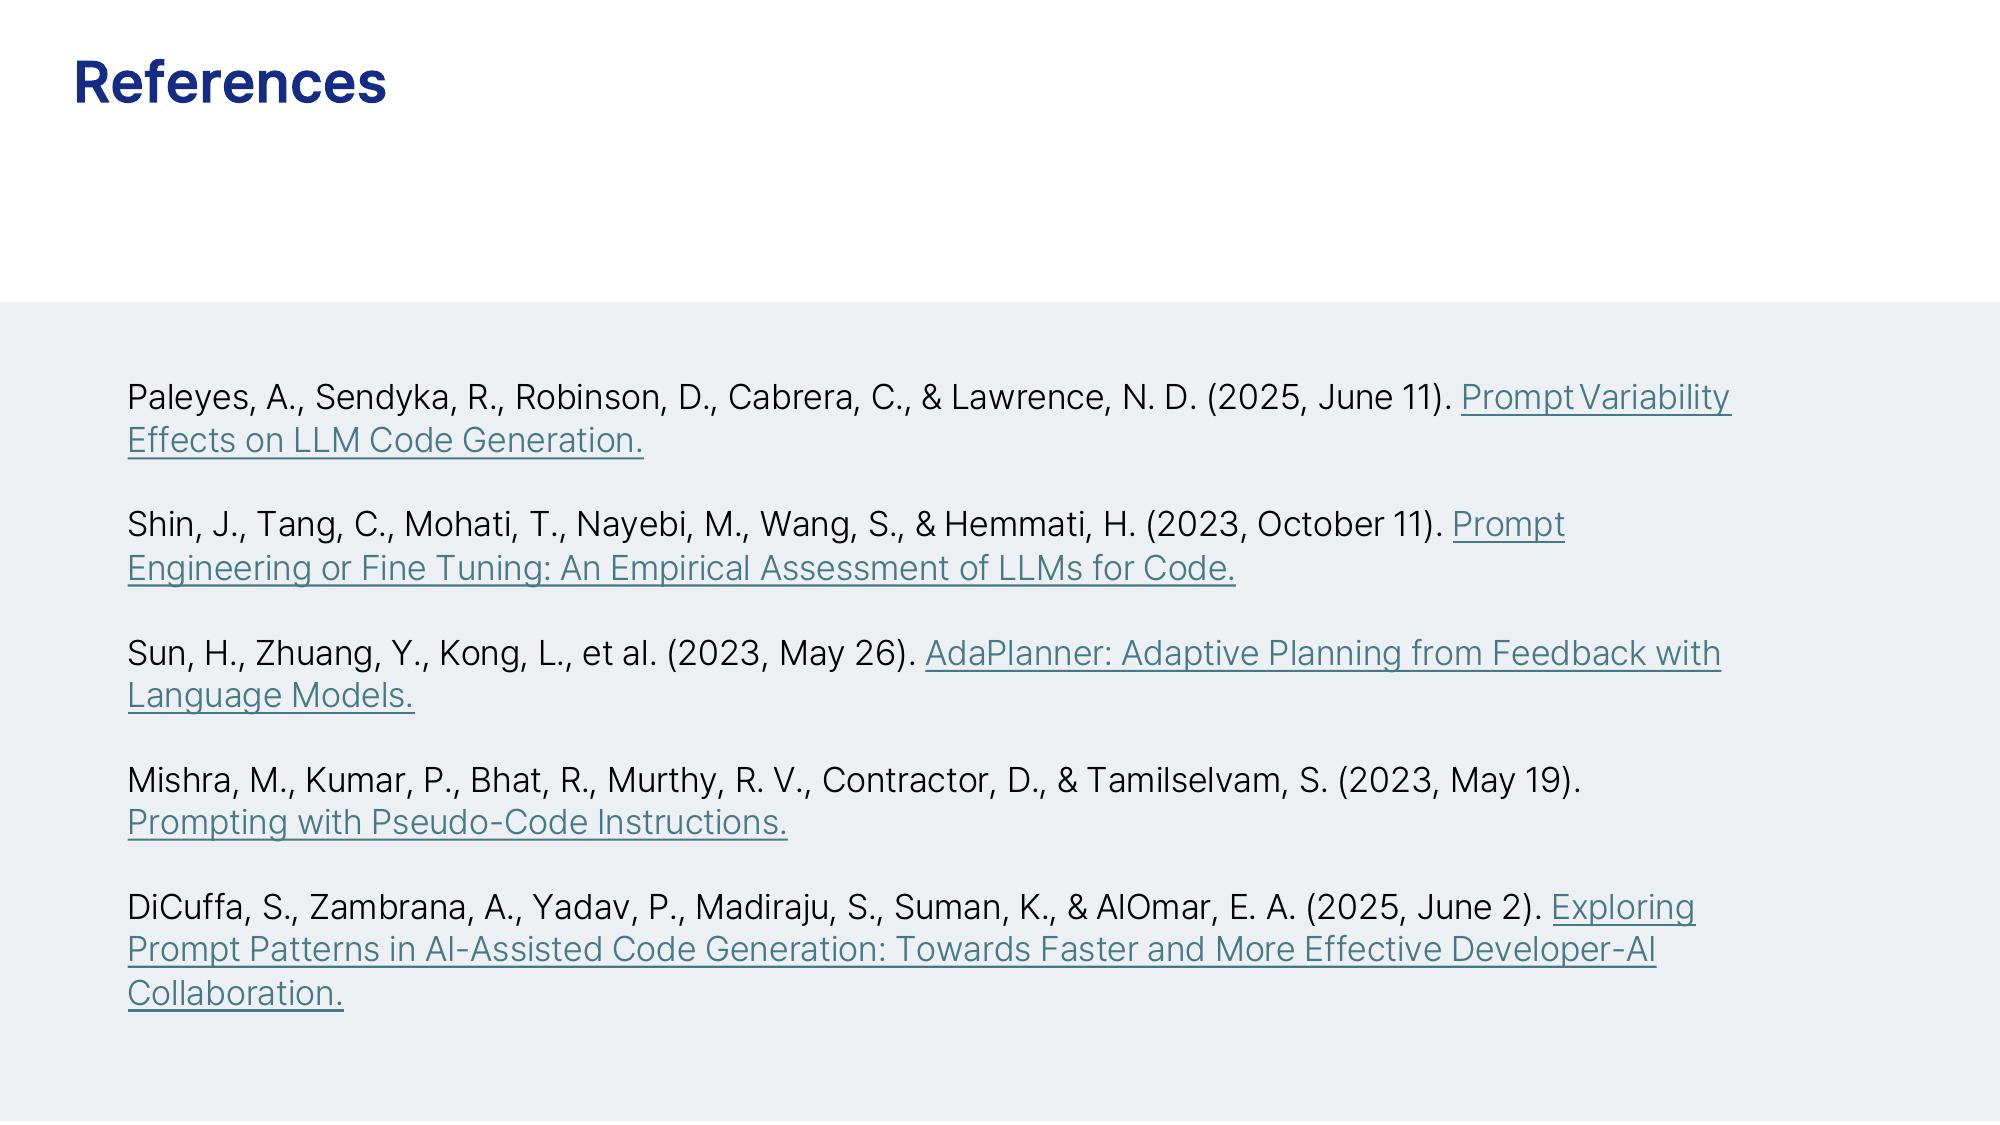 References
Paleyes, A., Sendyka, R., Robinson, D., Cabrera, C., & Lawrence, N. D. (2025, June 11). Prompt Variability
Effects on LLM Code Generation.
Shin, J., Tang, C., Mohati, T., Nayebi, M., Wang, S., & Hemmati, H. (2023, October 11). Prompt
Engineering or Fine Tuning: An Empirical Assessment of LLMs for Code.
Sun, H., Zhuang, Y., Kong, L., et al. (2023, May 26). AdaPlanner: Adaptive Planning from Feedback with
Language Models.
Mishra, M., Kumar, P., Bhat, R., Murthy, R. V., Contractor, D., & Tamilselvam, S. (2023, May 19).
Prompting with Pseudo-Code Instructions.
DiCuffa, S., Zambrana, A., Yadav, P., Madiraju, S., Suman, K., & AlOmar, E. A. (2025, June 2). Exploring
Prompt Patterns in AI-Assisted Code Generation: Towards Faster and More Effective Developer-AI
Collaboration.